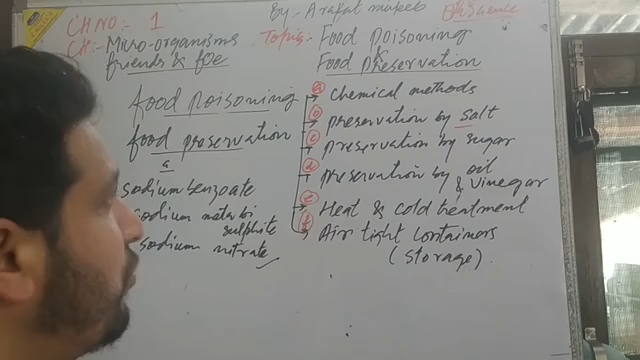 CH NO:- 1
CH:- Micro-organisms
friends & foe
By:- Arafat
Topic:- Food poisoning
&
Food preservation
food poisoning
food preservation
a
sodium benzoate
sodium meta bi
sulphite
sodium nitrate
a chemical methods
b preservation by salt
c preservation by sugar
d preservation by oil
& vinegar
e Heat & cold treatment
f Air tight containers
(storage).